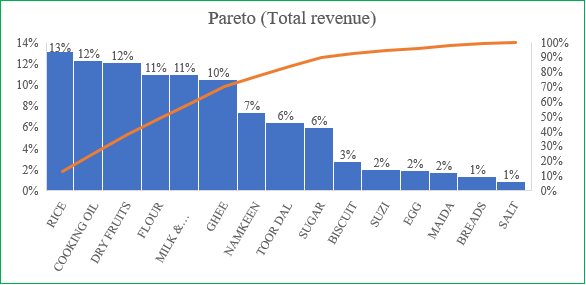 Pareto (Total revenue)
14%
12%
10%
8%
6%
4%
2%
0%
13%
12%
12%
11%
11%
10%
7%
6%
6%
3%
2%
2%
2%
1%
1%
100%
90%
80%
70%
60%
50%
40%
30%
20%
10%
0%
RICE
COOKING OIL
DRY FRUITS
FLOUR
MILK &…
GHEE
NAMKEEN
TOOR DAL
SUGAR
BISCUIT
SUZI
EGG
MAIDA
BREADS
SALT